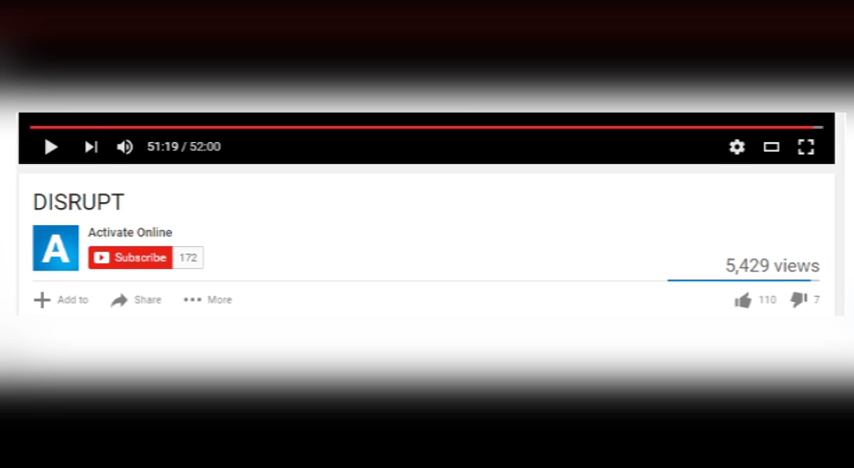 51:19 / 52:00
DISRUPT
A
Activate Online
Subscribe 172
5,429 views
Add to Share More 110 7